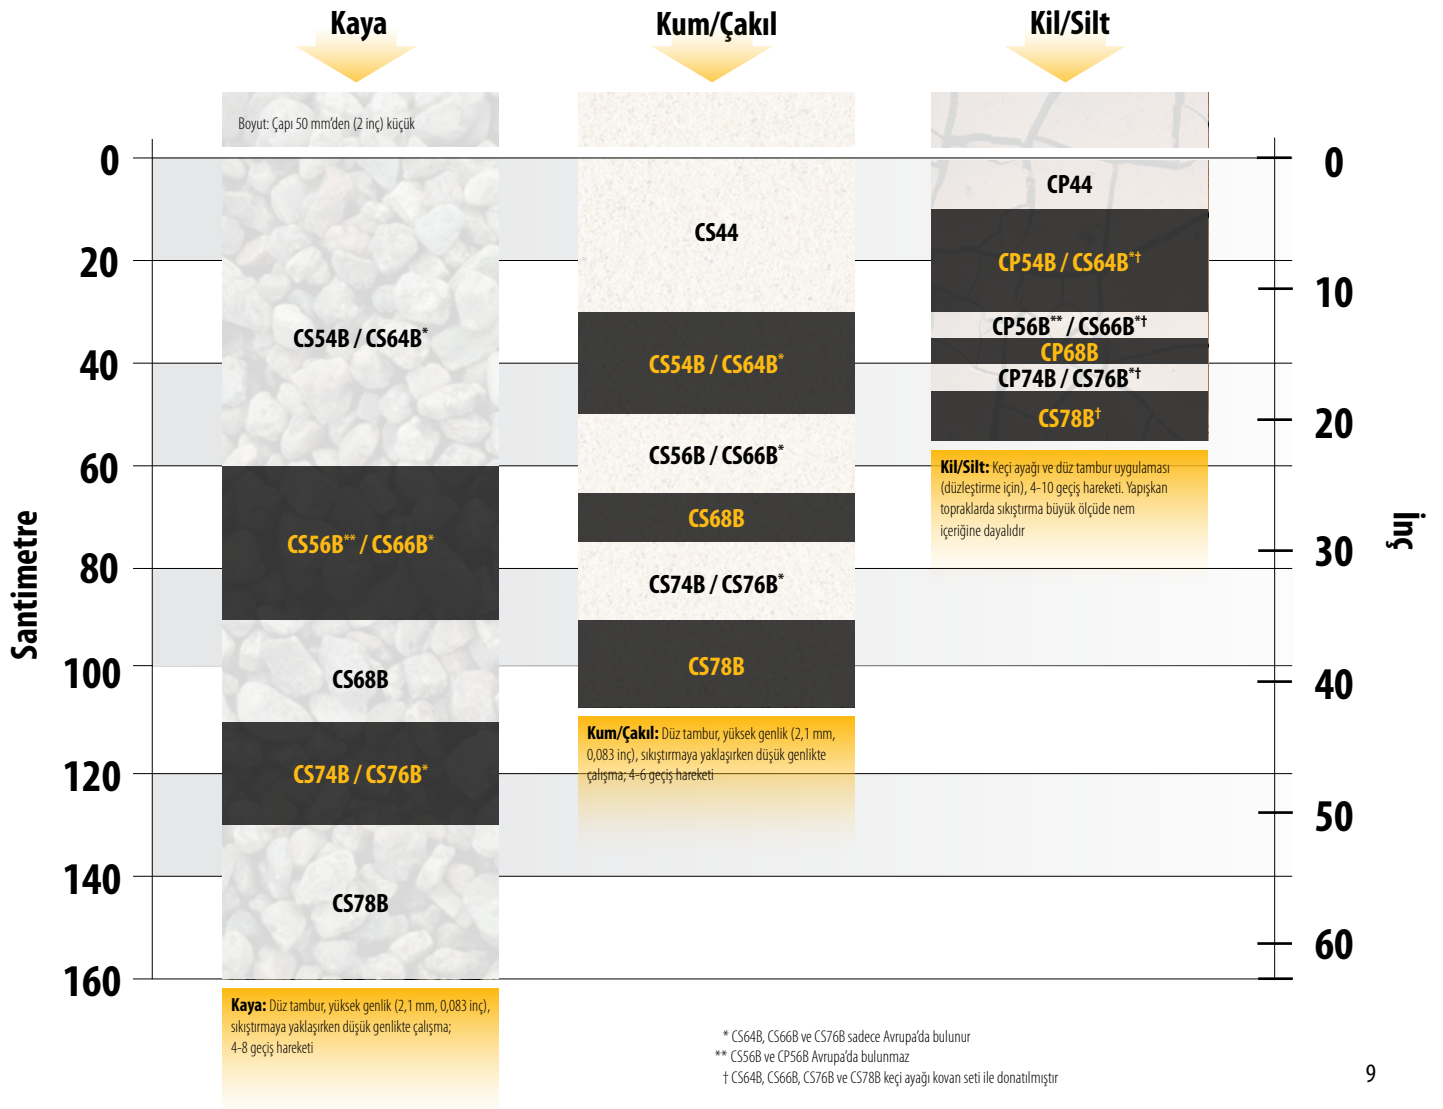 Kaya
Kum/Çakıl
Kil/Silt
Boyut: Çapı 50 mm'den (2 inç) küçük
Santimetre
0
20
40
60
80
100
120
140
160
CS54B / CS64B*
CS56B** / CS66B*
CS68B
CS74B / CS76B*
CS78B
Kaya: Düz tambur, yüksek genlik (2,1 mm, 0,083 inç),
sıkıştırmaya yaklaşırken düşük genlikte çalışma;
4-8 geçiş hareketi
CS44
CS54B / CS64B*
CS56B / CS66B*
CS68B
CS74B / CS76B*
CS78B
Kum/Çakıl: Düz tambur, yüksek genlik (2,1 mm,
0,083 inç), sıkıştırmaya yaklaşırken düşük genlikte
çalışma; 4-6 geçiş hareketi
CP44
CP54B / CS64B*†
CP56B** / CS66B*†
CP68B
CP74B / CS76B*†
CS78B†
Kil/Silt: Keçi ayağı ve düz tambur uygulaması
(düzleştirme için), 4-10 geçiş hareketi. Yapışkan
topraklarda sıkıştırma büyük ölçüde nem
içeriğine dayalıdır
0
10
20
30
40
50
60
İnç
* CS64B, CS66B ve CS76B sadece Avrupa'da bulunur
** CS56B ve CP56B Avrupa'da bulunmaz
† CS64B, CS66B, CS76B ve CS78B keçi ayağı kovan seti ile donatılmıştır
9